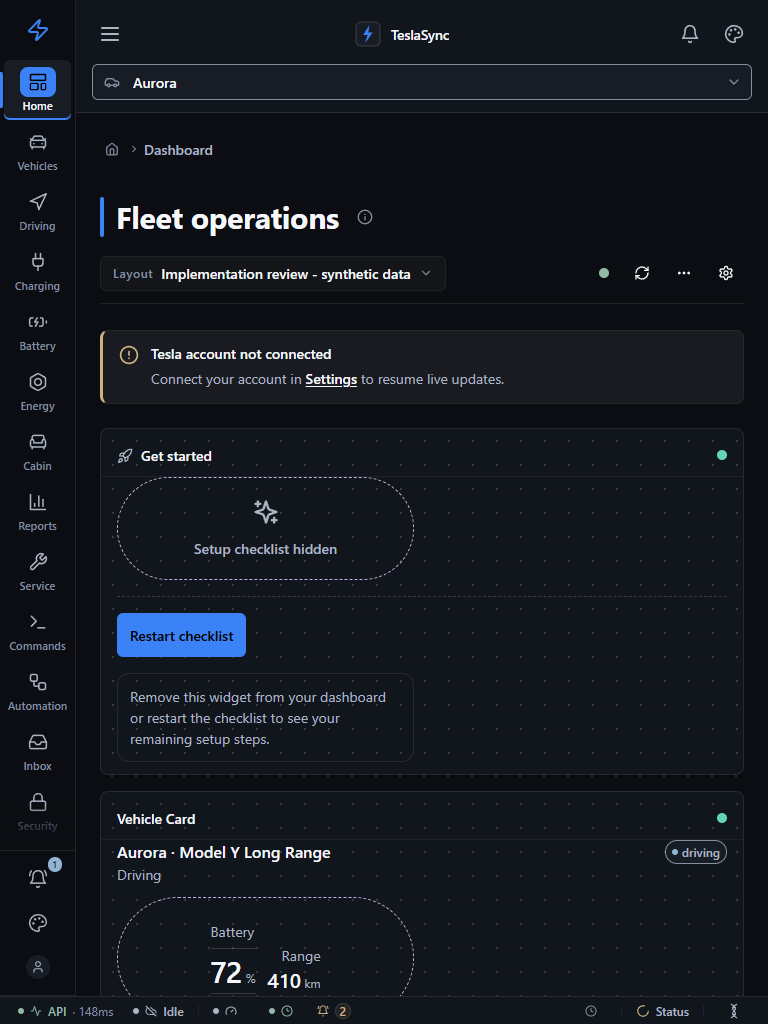 TeslaSync
Aurora
Home
Vehicles
Driving
Charging
Battery
Energy
Cabin
Reports
Service
Commands
Automation
Inbox
Security
1
Dashboard
Fleet operations
Layout Implementation review - synthetic data
Tesla account not connected
Connect your account in Settings to resume live updates.
Get started
Setup checklist hidden
Restart checklist
Remove this widget from your dashboard
or restart the checklist to see your
remaining setup steps.
Vehicle Card
Aurora · Model Y Long Range
driving
Driving
Battery
72 %
Range
410 km
API · 148ms
Idle
2
Status